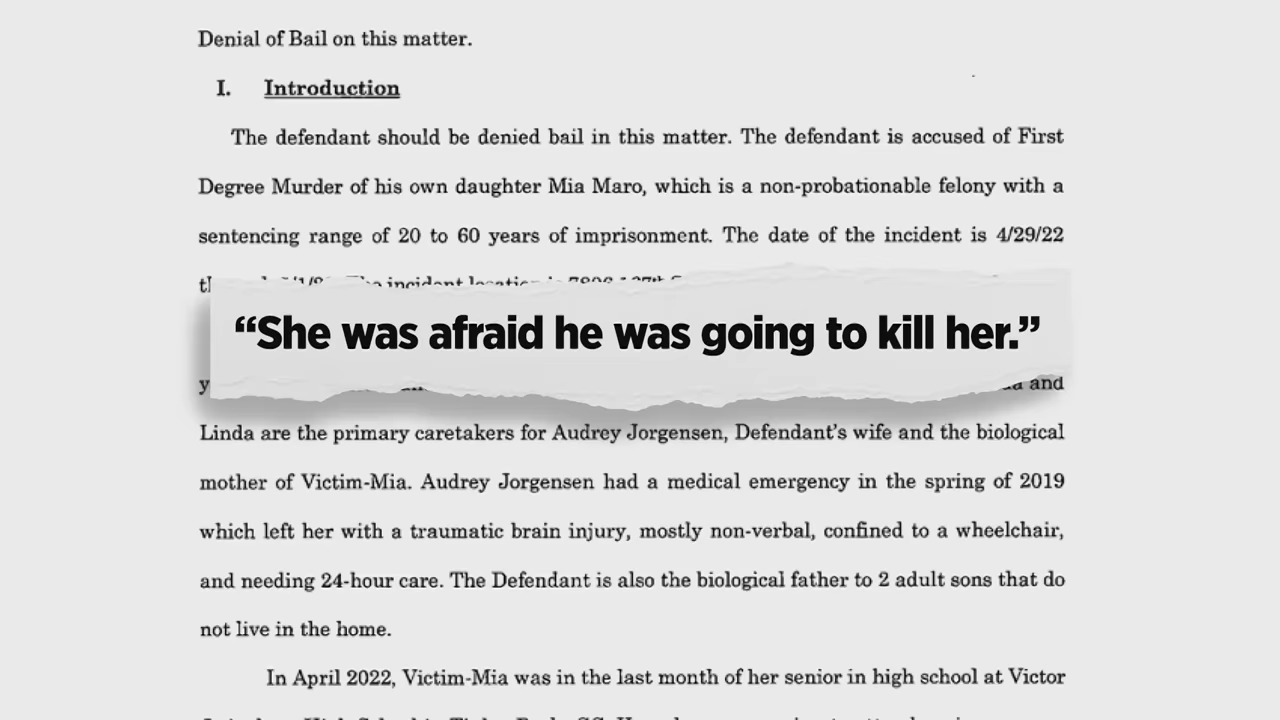 Denial of Bail on this matter.
I. Introduction
The defendant should be denied bail in this matter. The defendant is accused of First
Degree Murder of his own daughter Mia Maro, which is a non-probationable felony with a
sentencing range of 20 to 60 years of imprisonment. The date of the incident is 4/29/22
incident location
“She was afraid he was going to kill her.”
and
Linda are the primary caretakers for Audrey Jorgensen, Defendant's wife and the biological
mother of Victim-Mia. Audrey Jorgensen had a medical emergency in the spring of 2019
which left her with a traumatic brain injury, mostly non-verbal, confined to a wheelchair,
and needing 24-hour care. The Defendant is also the biological father to 2 adult sons that do
not live in the home.
In April 2022, Victim-Mia was in the last month of her senior in high school at Victor